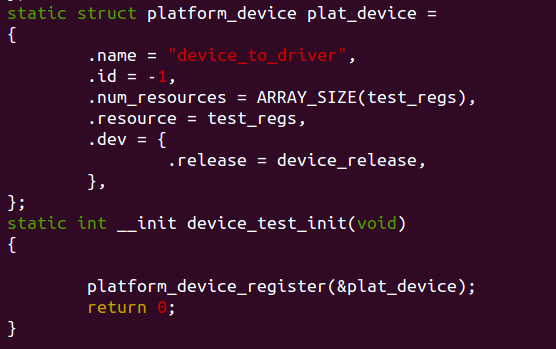 static struct platform_device plat_device =
{
        .name = "device_to_driver",
        .id = -1,
        .num_resources = ARRAY_SIZE(test_regs),
        .resource = test_regs,
        .dev = {
                .release = device_release,
        },
};
static int __init device_test_init(void)
{

        platform_device_register(&plat_device);
        return 0;
}